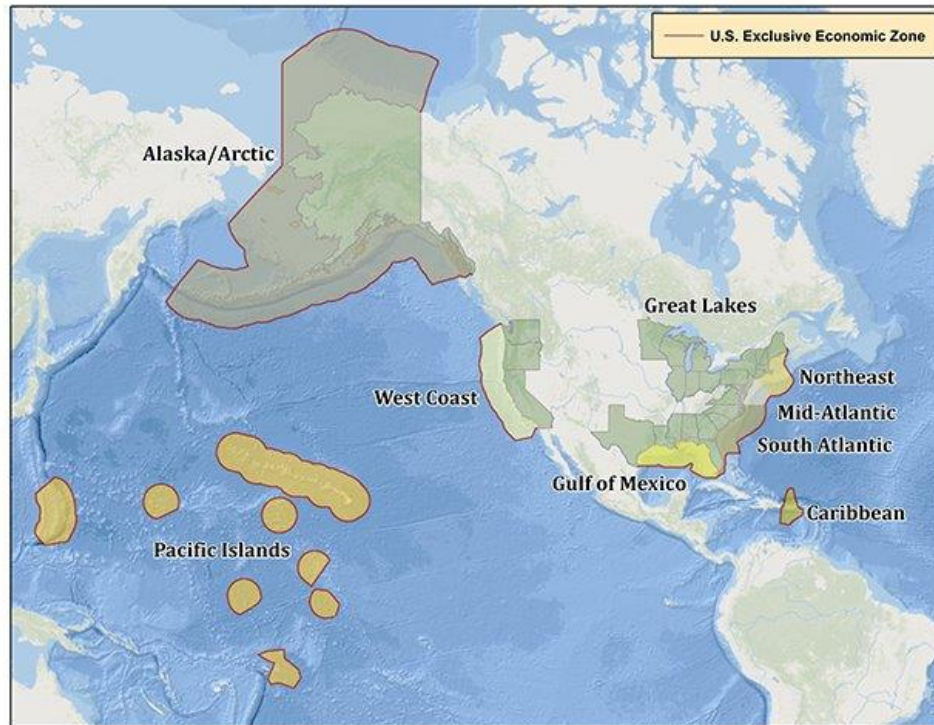 U.S. Exclusive Economic Zone
Alaska/Arctic
Great Lakes
Northeast
West Coast
Mid-Atlantic
South Atlantic
Gulf of Mexico
Caribbean
Pacific Islands